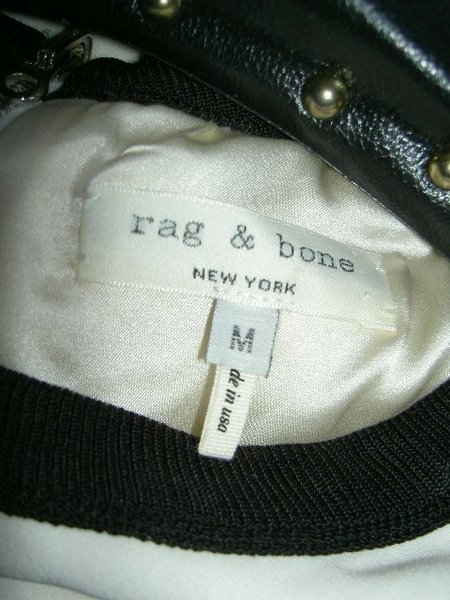 rag & bone
NEW YORK
M
de in usa